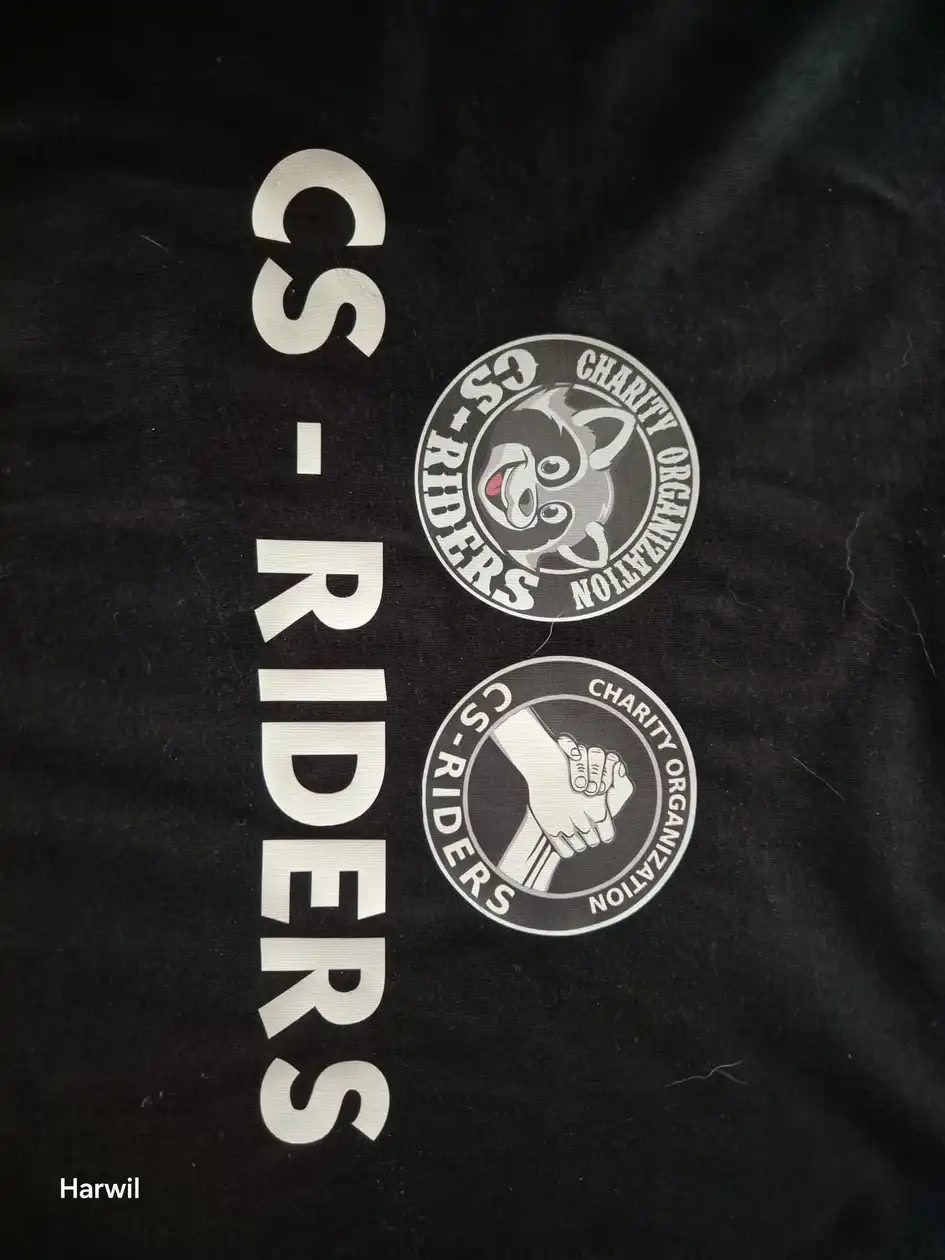 CHARITY ORGANIZATION
CS-RIDERS
CHARITY ORGANIZATION
CS-RIDERS
CS - RIDERS
Harwil